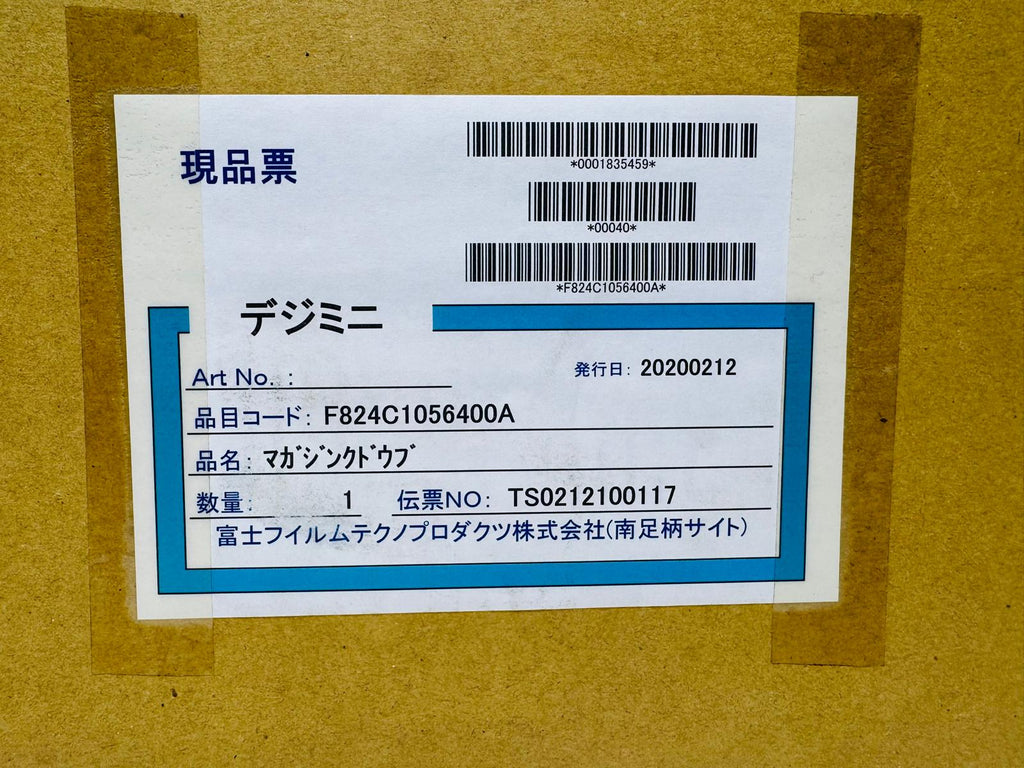 現品票
*0001835459*
*00040*
*F824C1056400A*
デジミニ
発行日: 20200212
Art No. :
品目コード: F824C1056400A
品名: ﾏｶﾞｼﾞﾝｸﾄﾞｳﾌﾞ
数量: 1 伝票NO: TS0212100117
富士フイルムテクノプロダクツ株式会社(南足柄サイト)